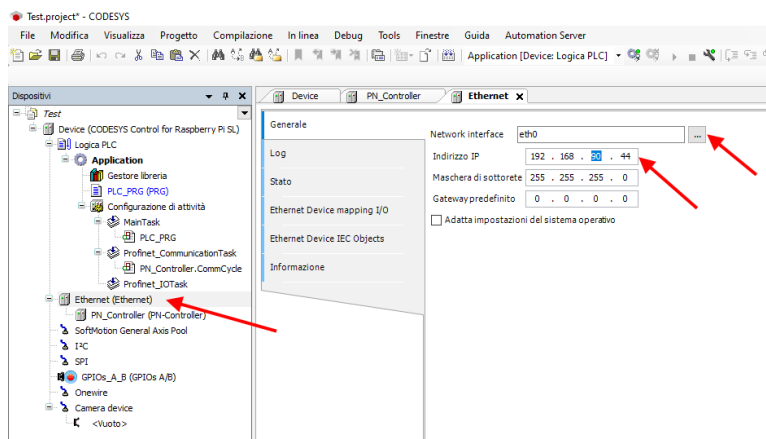 Test.project* - CODESYS
File Modifica Visualizza Progetto Compilazione In linea Debug Tools Finestre Guida Automation Server
Application [Device: Logica PLC]
Dispositivi
Device PN_Controller Ethernet
Test
Device (CODESYS Control for Raspberry Pi SL)
Logica PLC
Application
Gestore libreria
PLC_PRG (PRG)
Configurazione di attività
MainTask
PLC_PRG
Profinet_CommunicationTask
PN_Controller.CommCycle
Profinet_IOTask
Ethernet (Ethernet)
PN_Controller (PN-Controller)
SoftMotion General Axis Pool
I²C
SPI
GPIOs_A_B (GPIOs A/B)
Onewire
Camera device
<Vuoto>
Generale
Log
Stato
Ethernet Device mapping I/O
Ethernet Device IEC Objects
Informazione
Network interface eth0 ...
Indirizzo IP 192 . 168 . 90 . 44
Maschera di sottorete 255 . 255 . 255 . 0
Gateway predefinito 0 . 0 . 0 . 0
Adatta impostazioni del sistema operativo